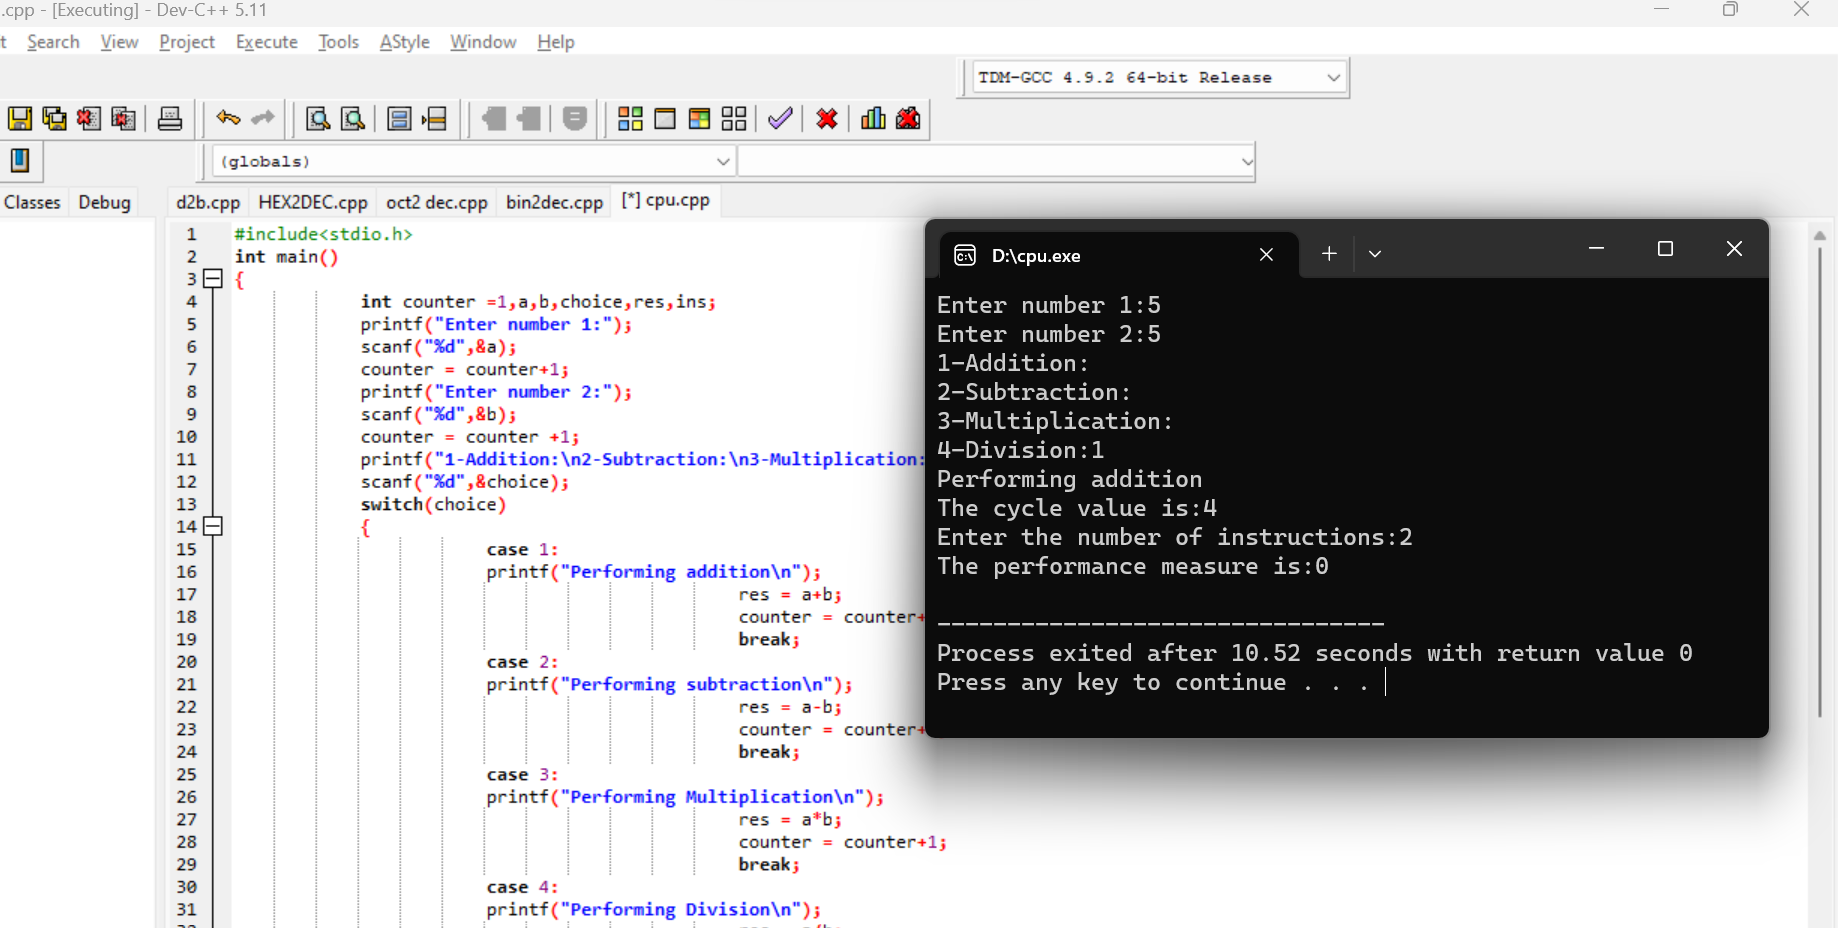 .cpp - [Executing] - Dev-C++ 5.11
t Search View Project Execute Tools AStyle Window Help
TDM-GCC 4.9.2 64-bit Release
(globals)
Classes Debug d2b.cpp HEX2DEC.cpp oct2 dec.cpp bin2dec.cpp [*] cpu.cpp
1 #include<stdio.h>
2 int main()
3 {
4 int counter =1,a,b,choice,res,ins;
5 printf("Enter number 1:");
6 scanf("%d",&a);
7 counter = counter+1;
8 printf("Enter number 2:");
9 scanf("%d",&b);
10 counter = counter +1;
11 printf("1-Addition:\n2-Subtraction:\n3-Multiplication:
12 scanf("%d",&choice);
13 switch(choice)
14 {
15 case 1:
16 printf("Performing addition\n");
17 res = a+b;
18 counter = counter+
19 break;
20 case 2:
21 printf("Performing subtraction\n");
22 res = a-b;
23 counter = counter+
24 break;
25 case 3:
26 printf("Performing Multiplication\n");
27 res = a*b;
28 counter = counter+1;
29 break;
30 case 4:
31 printf("Performing Division\n");
D:\cpu.exe
Enter number 1:5
Enter number 2:5
1-Addition:
2-Subtraction:
3-Multiplication:
4-Division:1
Performing addition
The cycle value is:4
Enter the number of instructions:2
The performance measure is:0
--------------------------------
Process exited after 10.52 seconds with return value 0
Press any key to continue . . .